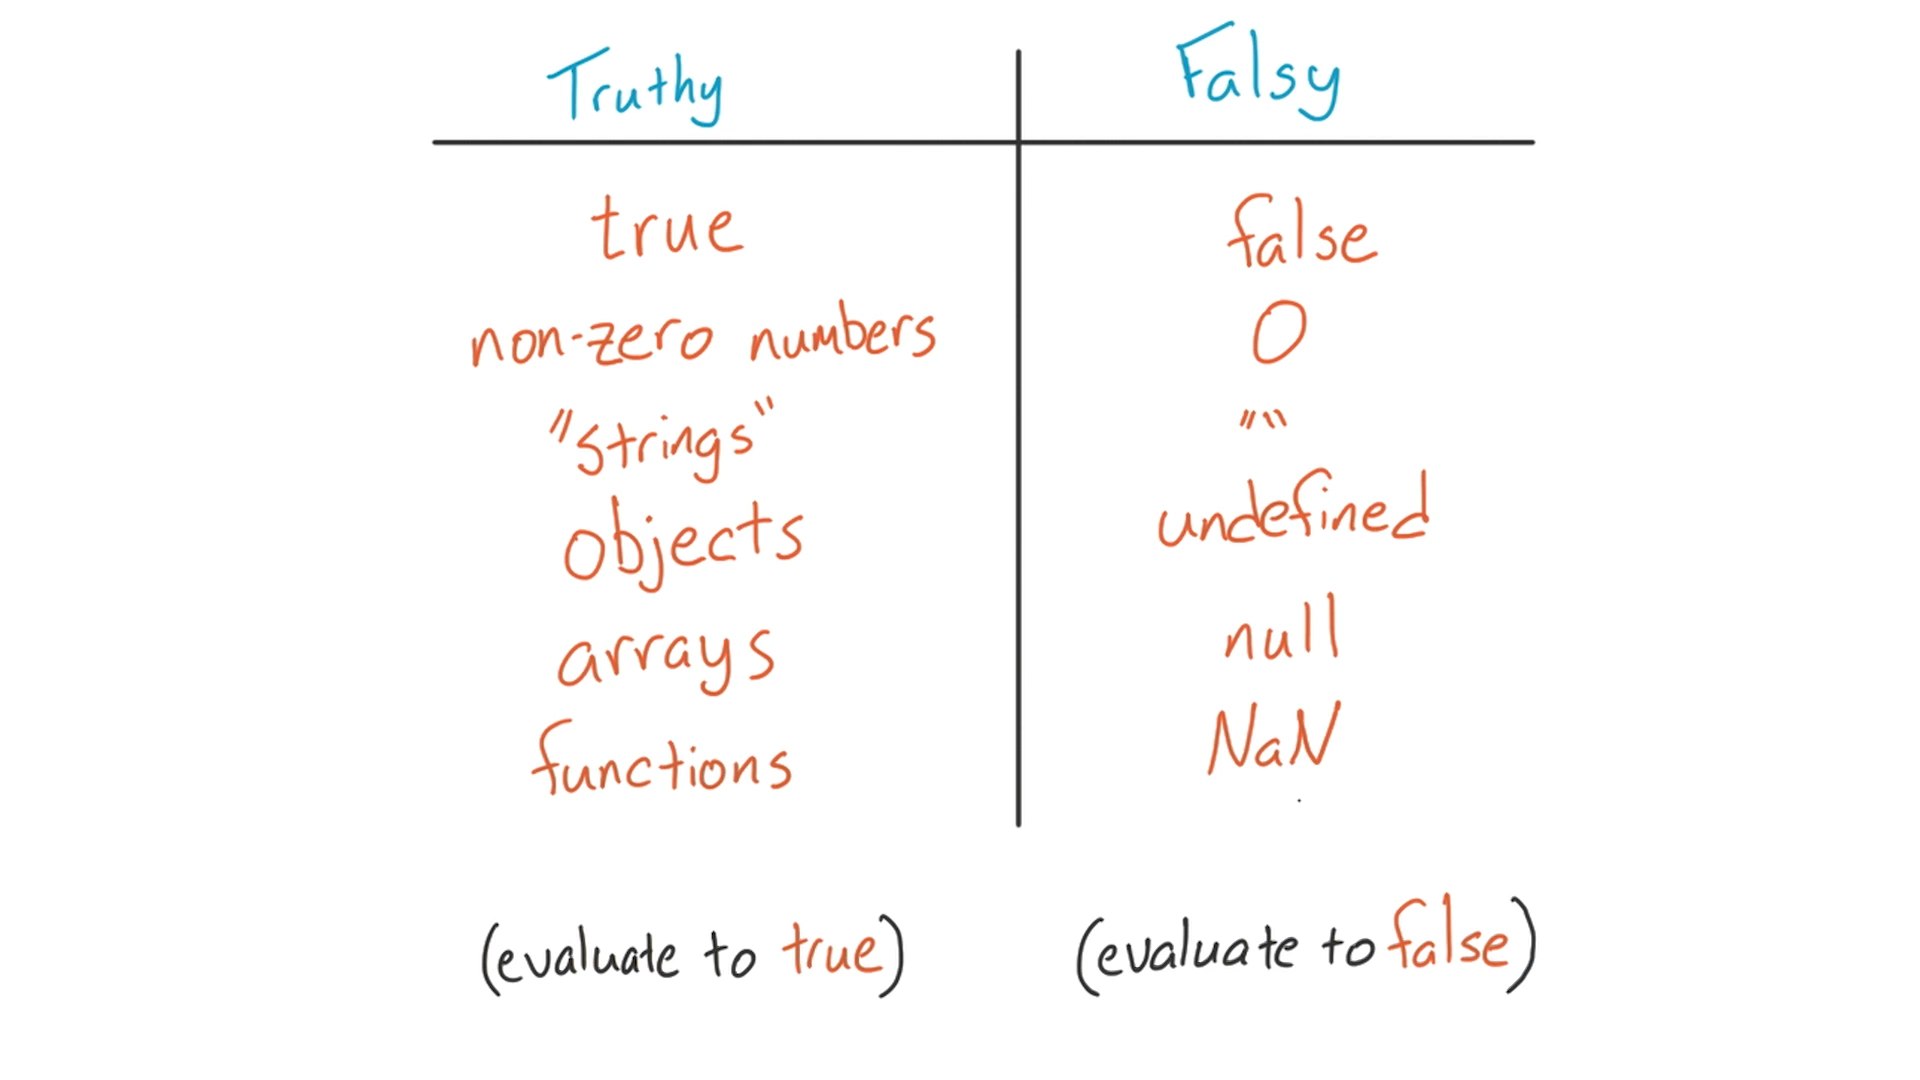 Truthy Falsy
true false
non-zero numbers 0
"strings" ""
objects undefined
arrays null
functions NaN
(evaluate to true) (evaluate to false)